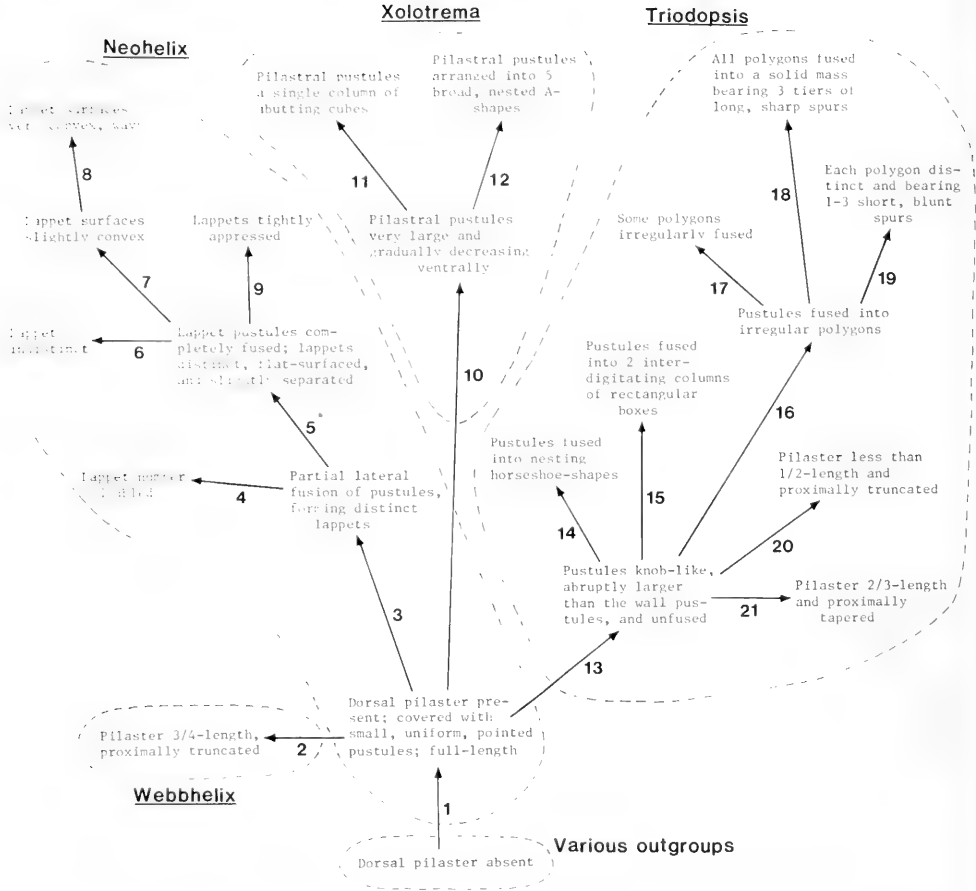 Xolotrema
Triodopsis
Neohelix
Pilastral pustules
a single column of
abutting cubes
Pilastral pustules
arranged into 5
broad, nested A-
shapes
All polygons fused
into a solid mass
bearing 3 tiers of
long, sharp spurs
8
11
12
18
Each polygon dis-
tinct and bearing
1-3 short, blunt
spurs
Lappet surfaces
slightly convex
Lappets tightly
appressed
Pilastral pustules
very large and
gradually decreasing
ventrally
Some polygons
irregularly fused
7
9
17
19
Lappet
6
Lappet pustules com-
pletely fused; lappets
distinct, flat-surfaced,
and slightly separated
10
Pustules fused
into 2 inter-
digitating columns
of rectangular
boxes
Pustules fused into
irregular polygons
5
16
4
Partial lateral
fusion of pustules,
forming distinct
lappets
Pustules fused
into nesting
horseshoe-shapes
15
Pilaster less than
1/2-length and
proximally truncated
14
20
3
Pustules knob-like,
abruptly larger
than the wall pus-
tules, and unfused
21
Pilaster 2/3-length
and proximally
tapered
13
Pilaster 3/4-length,
proximally truncated
2
Dorsal pilaster pre-
sent; covered with
small, uniform, pointed
pustules; full-length
Webbhelix
1
Various outgroups
Dorsal pilaster absent